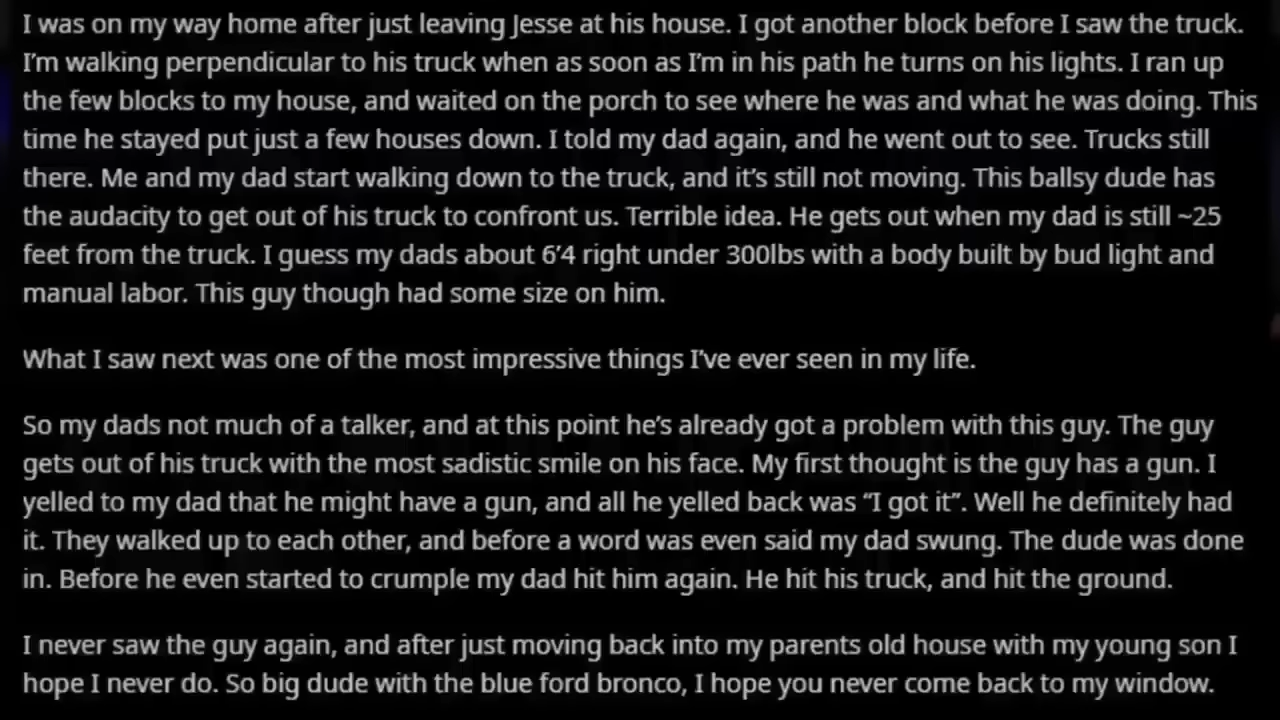 I was on my way home after just leaving Jesse at his house. I got another block before I saw the truck.
I’m walking perpendicular to his truck when as soon as I’m in his path he turns on his lights. I ran up
the few blocks to my house, and waited on the porch to see where he was and what he was doing. This
time he stayed put just a few houses down. I told my dad again, and he went out to see. Trucks still
there. Me and my dad start walking down to the truck, and it’s still not moving. This ballsy dude has
the audacity to get out of his truck to confront us. Terrible idea. He gets out when my dad is still ~25
feet from the truck. I guess my dads about 6’4 right under 300lbs with a body built by bud light and
manual labor. This guy though had some size on him.
What I saw next was one of the most impressive things I’ve ever seen in my life.
So my dads not much of a talker, and at this point he’s already got a problem with this guy. The guy
gets out of his truck with the most sadistic smile on his face. My first thought is the guy has a gun. I
yelled to my dad that he might have a gun, and all he yelled back was “I got it”. Well he definitely had
it. They walked up to each other, and before a word was even said my dad swung. The dude was done
in. Before he even started to crumple my dad hit him again. He hit his truck, and hit the ground.
I never saw the guy again, and after just moving back into my parents old house with my young son I
hope I never do. So big dude with the blue ford bronco, I hope you never come back to my window.